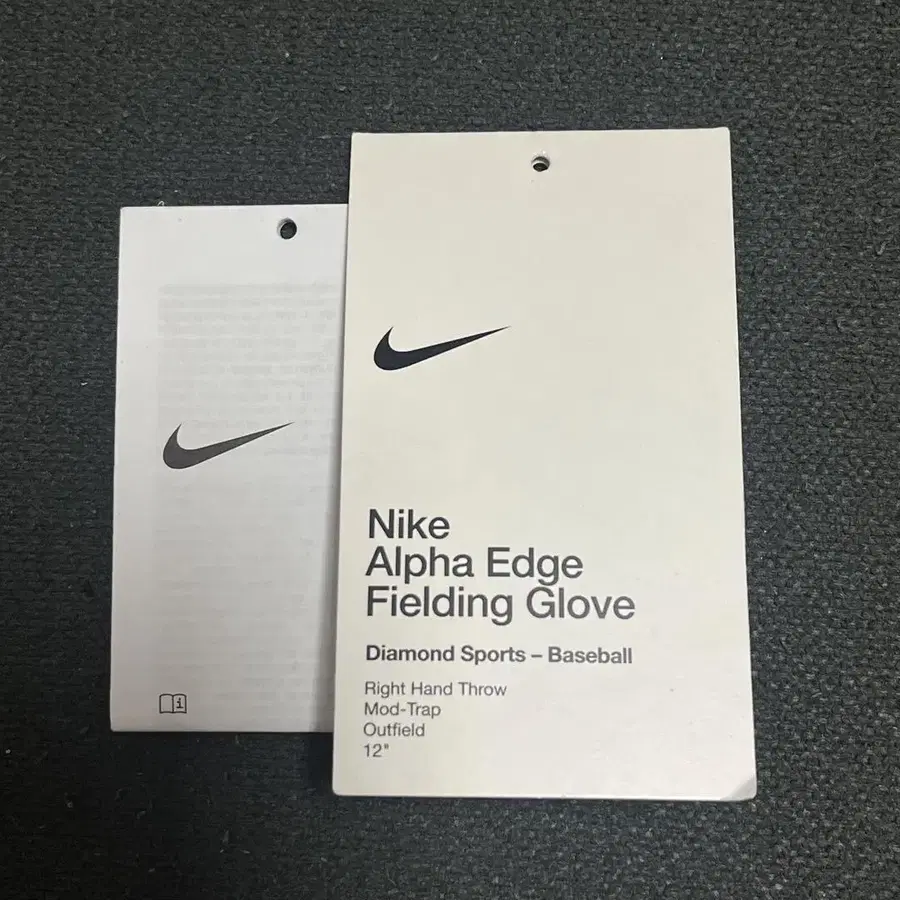 Nike
Alpha Edge
Fielding Glove
Diamond Sports – Baseball
Right Hand Throw
Mod-Trap
Outfield
12"
i